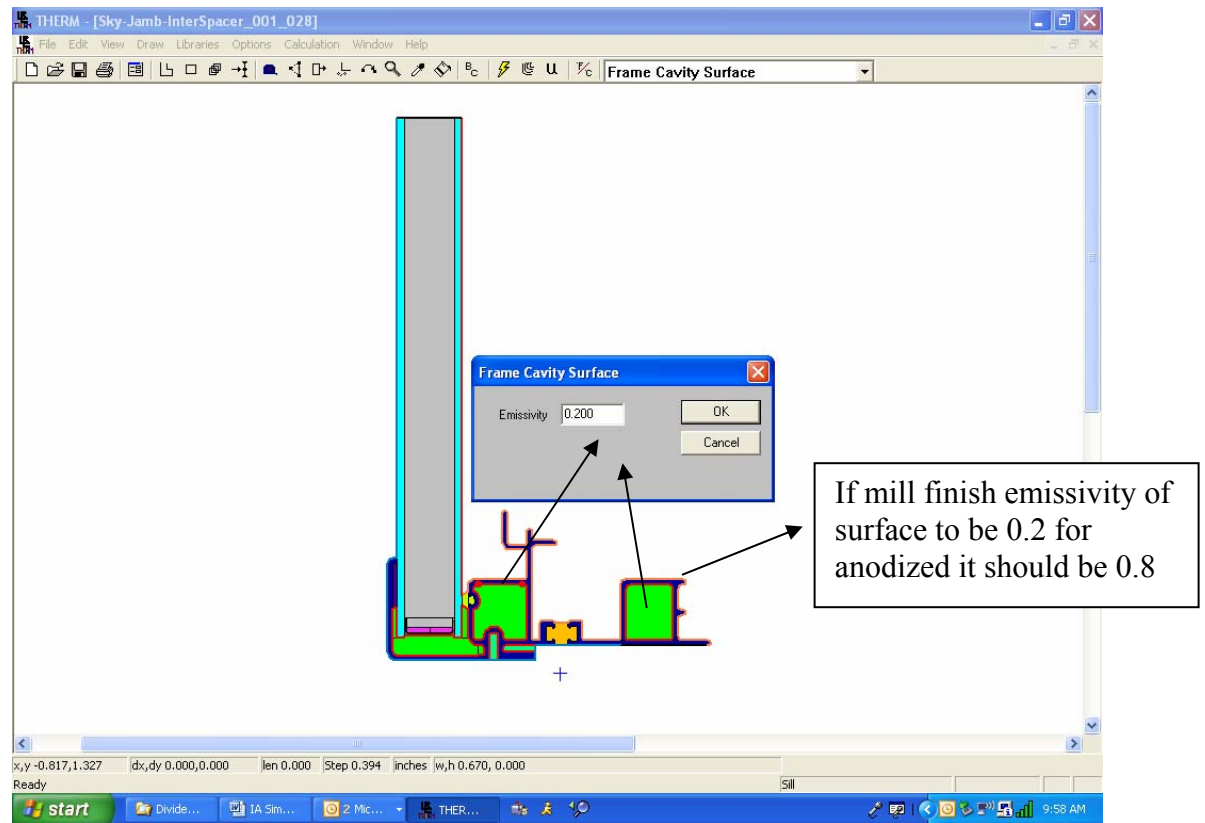 THERM - [Sky-Jamb-InterSpacer_001_028]
File Edit View Draw Libraries Options Calculation Window Help
Frame Cavity Surface
Frame Cavity Surface
Emissivity 0.200 OK
Cancel
If mill finish emissivity of
surface to be 0.2 for
anodized it should be 0.8
x,y -0.817,1.327 dx,dy 0.000,0.000 len 0.000 Step 0.394 inches w,h 0.670, 0.000
Ready Sill
start Divide... IA Sim... 2 Mic... THER... 9:58 AM